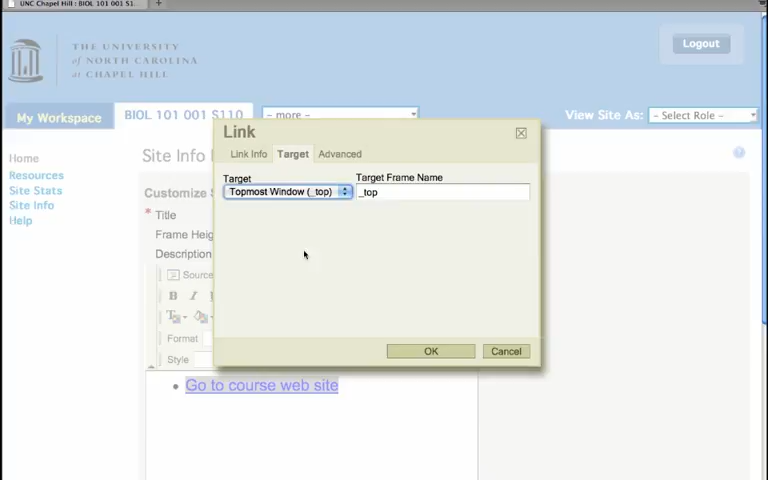 UNC Chapel Hill : BIOL 101 001 S1...
THE UNIVERSITY
of NORTH CAROLINA
at CHAPEL HILL
Logout
My Workspace
BIOL 101 001 S110
- more -
View Site As:
- Select Role -
Link
Home
Link Info
Target
Advanced
Site Info
Resources
Target
Target Frame Name
Site Stats
Customize S
Topmost Window (_top)
_top
Site Info
* Title
Help
Frame Heig
Description
Source
B I
Format
OK
Cancel
Style
• Go to course web site